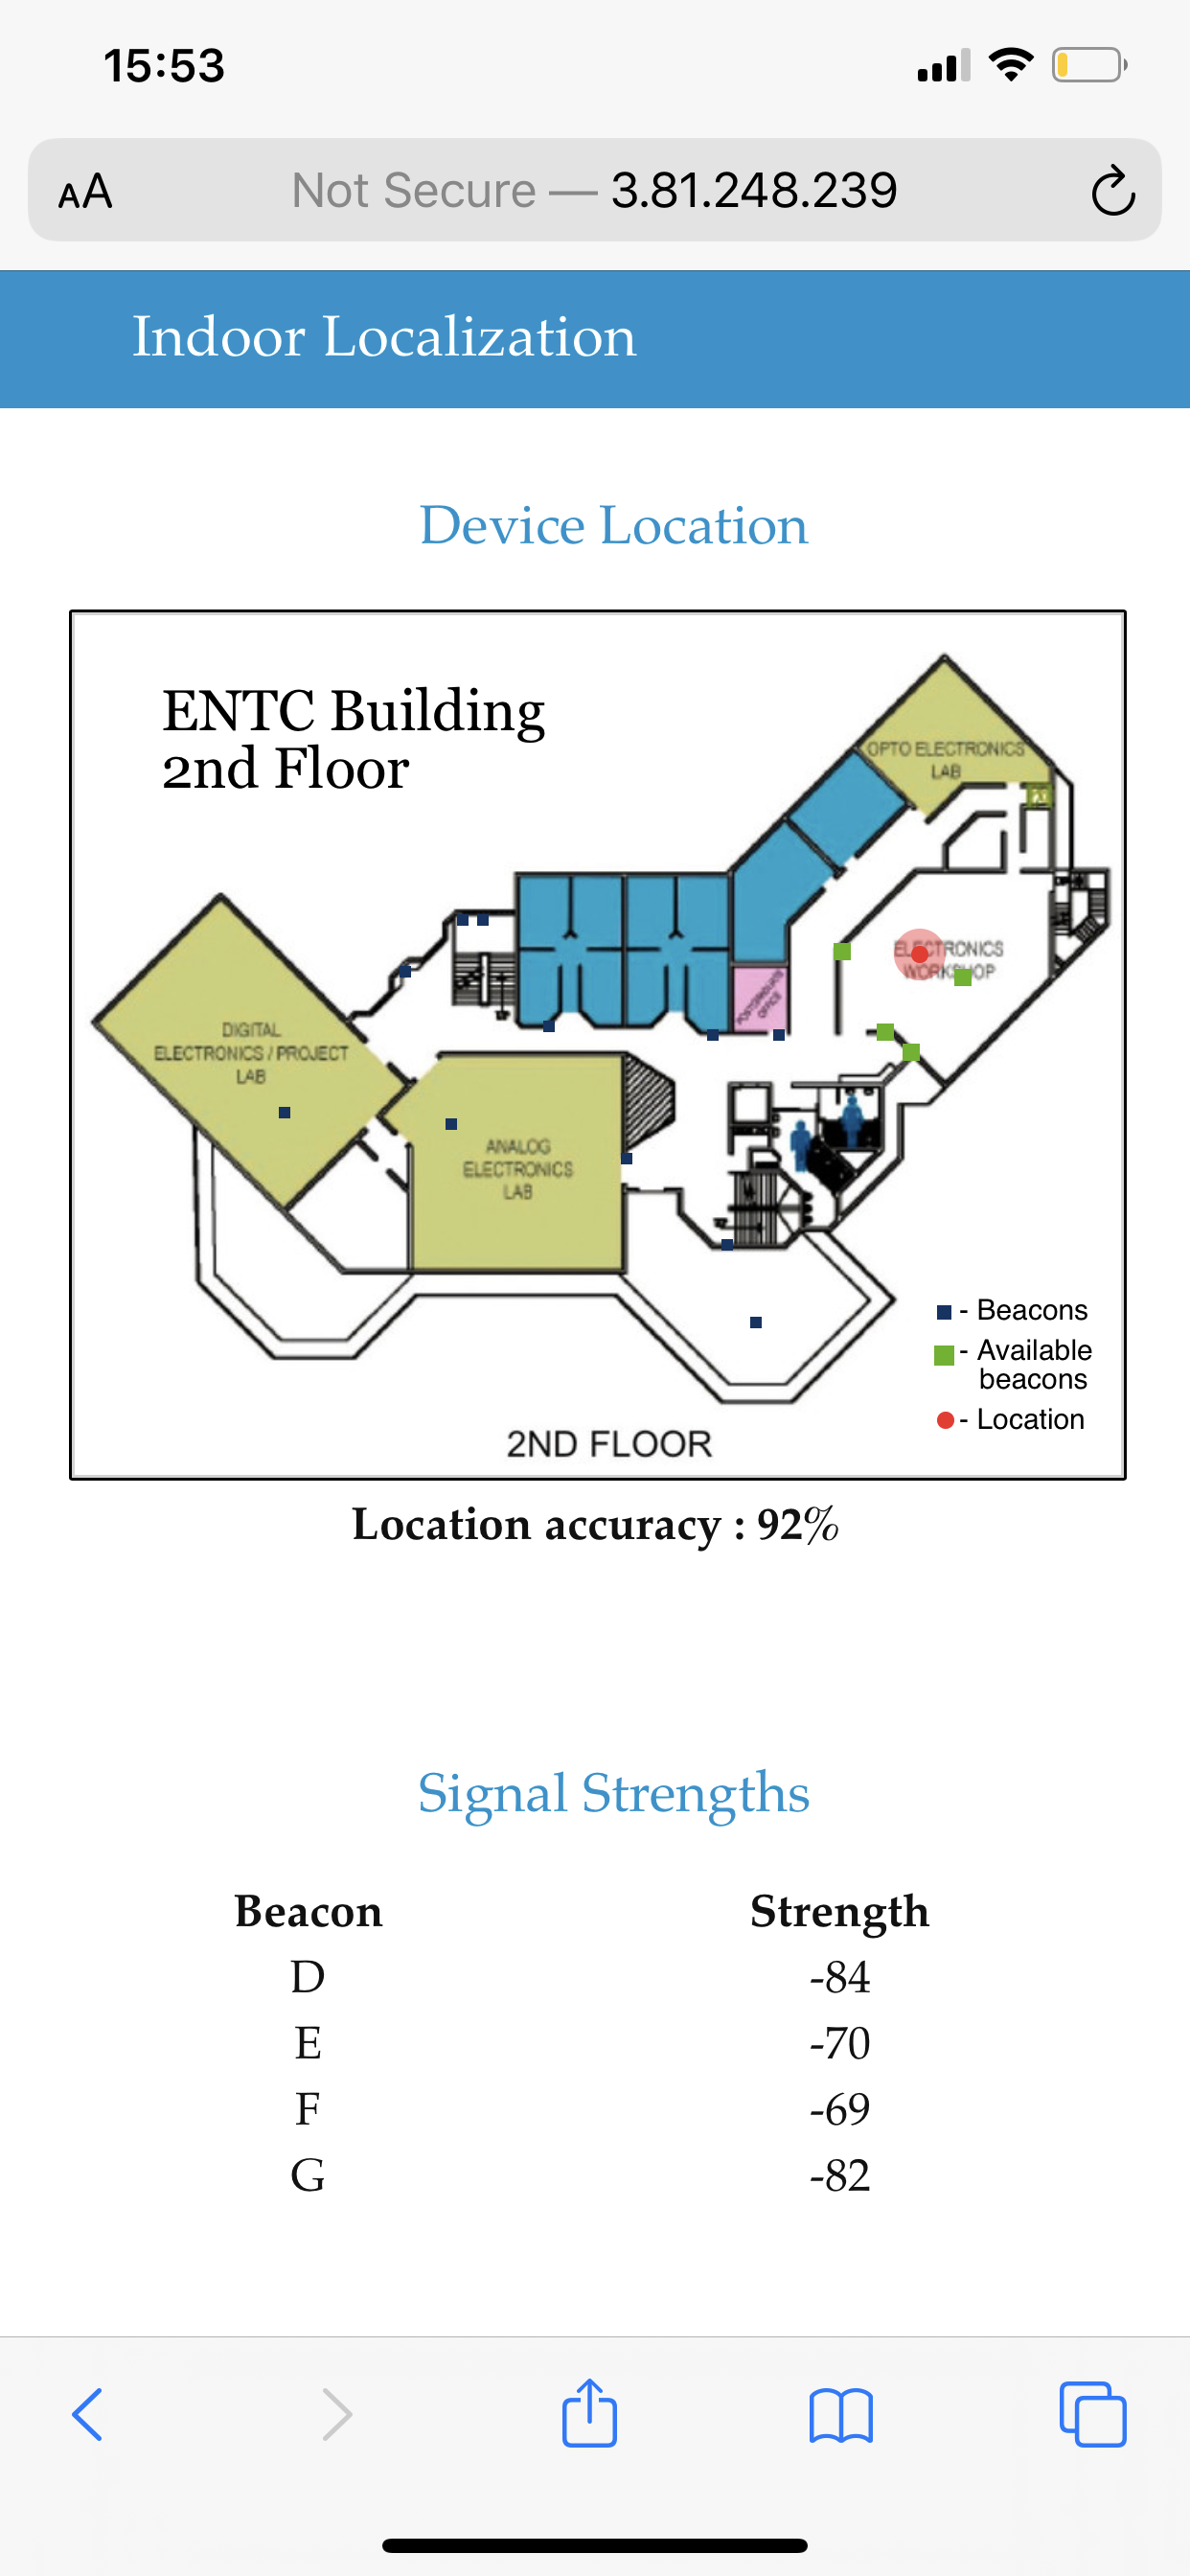 15:53
AA Not Secure — 3.81.248.239
Indoor Localization
Device Location
ENTC Building
2nd Floor
OPTO ELECTRONICS
LAB
ELECTRONICS
WORKSHOP
POSTGRADUATE
OFFICE
DIGITAL
ELECTRONICS / PROJECT
LAB
ANALOG
ELECTRONICS
LAB
- Beacons
- Available
beacons
- Location
2ND FLOOR
Location accuracy : 92%
Signal Strengths
Beacon Strength
D -84
E -70
F -69
G -82